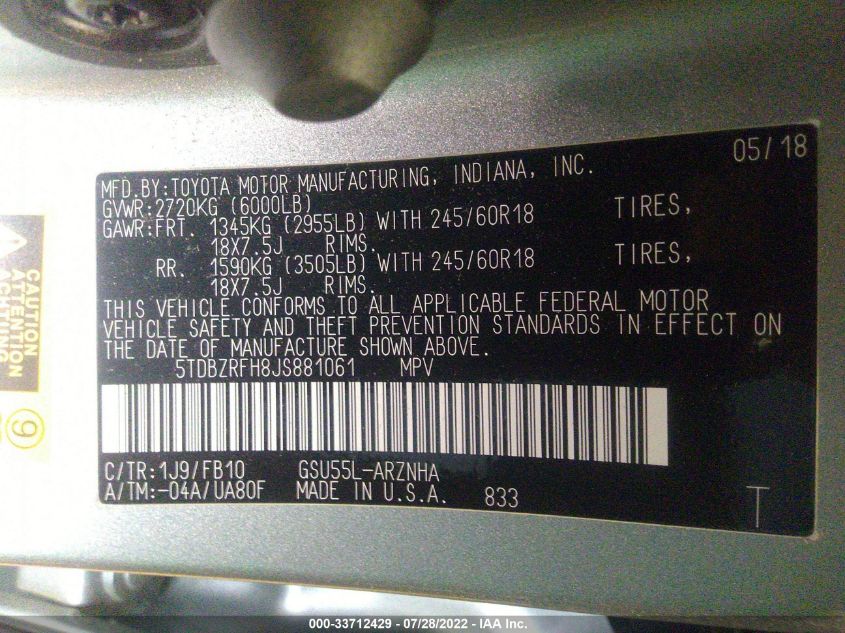 05/18
MFD.BY:TOYOTA MOTOR MANUFACTURING, INDIANA, INC.
GVWR:2720KG (6000LB)
GAWR:FRT. 1345KG (2955LB) WITH 245/60R18 TIRES,
18X7.5J RIMS.
RR. 1590KG (3505LB) WITH 245/60R18 TIRES,
18X7.5J RIMS.
THIS VEHICLE CONFORMS TO ALL APPLICABLE FEDERAL MOTOR
VEHICLE SAFETY AND THEFT PREVENTION STANDARDS IN EFFECT ON
THE DATE OF MANUFACTURE SHOWN ABOVE.
5TDBZRFH8JS881061 MPV
C/TR:1J9/FB10 GSU55L-ARZNHA
A/TM:-04A/UA80F MADE IN U.S.A. 833
T
CAUTION
ATTENTION
ACHTUNG
9
000-33712429 - 07/28/2022 - IAA Inc.